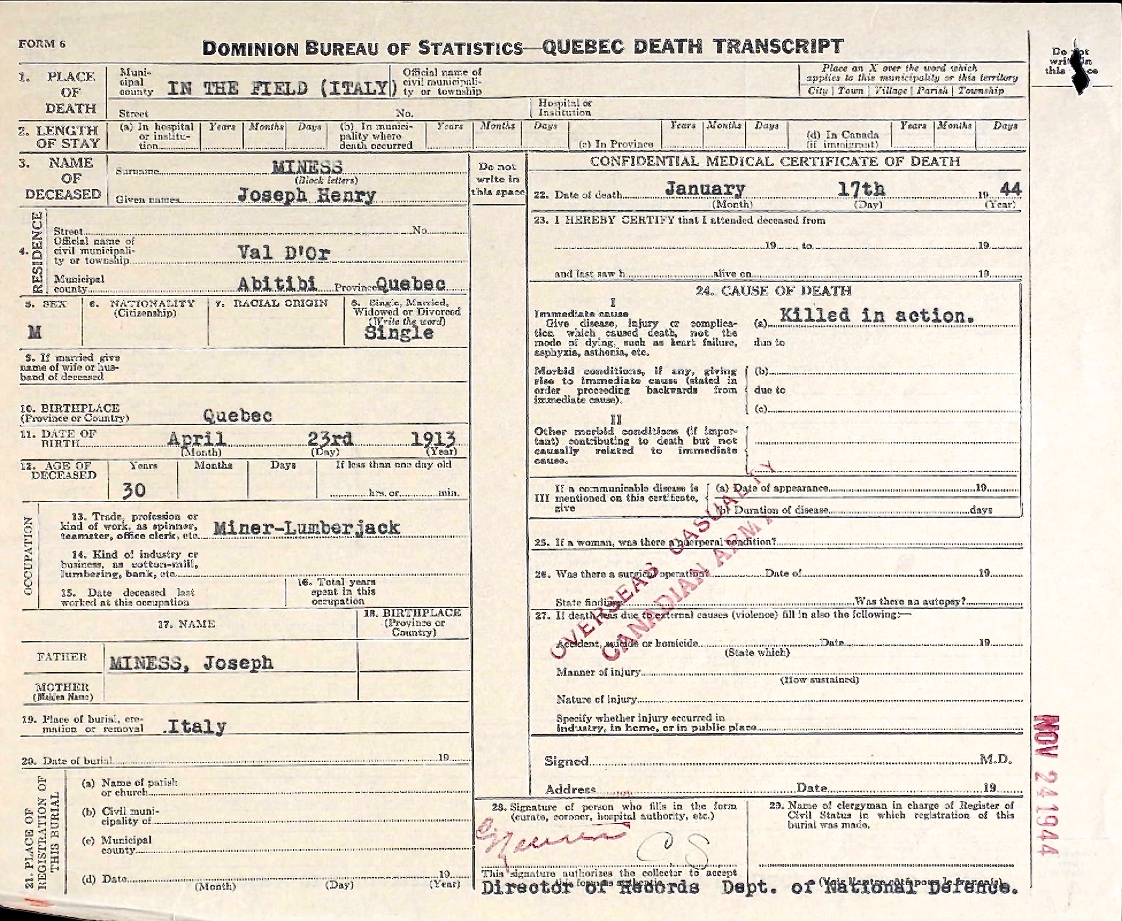 FORM 6
DOMINION BUREAU OF STATISTICS—QUEBEC DEATH TRANSCRIPT
Do not
write in
this space
1. PLACE OF DEATH
Municipal county IN THE FIELD (ITALY)
Official name of civil municipality or township
Place an X over the word which applies to this municipality or this territory
City | Town | Village | Parish | Township
Street No.
Hospital or Institution
2. LENGTH OF STAY
(a) In hospital or institution Years Months Days
(b) In municipality where death occurred Years Months Days
(c) In Province Years Months Days
(d) In Canada (if immigrant) Years Months Days
3. NAME OF DECEASED
Surname MINESS
(Block letters)
Given names Joseph Henry
Do not
write in
this space
4. RESIDENCE
Street No.
Official name of civil municipality or township Val D'Or
Municipal county Abitibi Province Quebec
5. SEX
M
6. NATIONALITY
(Citizenship)
7. RACIAL ORIGIN
8. Single, Married,
Widowed or Divorced
(Write the word)
Single
9. If married give
name of wife or hus-
band of deceased
10. BIRTHPLACE
(Province or Country) Quebec
11. DATE OF BIRTH April 23rd 1913
(Month) (Day) (Year)
12. AGE OF DECEASED
Years Months Days If less than one day old
30 hrs. or min.
OCCUPATION
13. Trade, profession or
kind of work, as spinner,
teamster, office clerk, etc. Miner-Lumberjack
14. Kind of industry or
business, as cotton-mill,
lumbering, bank, etc.
15. Date deceased last
worked at this occupation
16. Total years
spent in this
occupation
17. NAME
18. BIRTHPLACE
(Province or
Country)
FATHER MINESS, Joseph
MOTHER
(Maiden Name)
19. Place of burial, cre-
mation or removal Italy
20. Date of burial 19
21. PLACE OF REGISTRATION OF THIS BURIAL
(a) Name of parish
or church
(b) Civil muni-
cipality of
(c) Municipal
county
(d) Date 19
(Month) (Day) (Year)
CONFIDENTIAL MEDICAL CERTIFICATE OF DEATH
22. Date of death January 17th 1944
(Month) (Day) (Year)
23. I HEREBY CERTIFY that I attended deceased from
19 to 19
and last saw h alive on 19
24. CAUSE OF DEATH
I
Immediate cause
Give disease, injury or complica-
tion which caused death, not the
mode of dying, such as heart failure,
asphyxia, asthenia, etc.
(a) Killed in action.
due to
Morbid conditions, if any, giving
rise to immediate cause (stated in
order proceeding backwards from
immediate cause).
(b)
due to
(c)
II
Other morbid conditions (if impor-
tant) contributing to death but not
causally related to immediate
cause.
III
If a communicable disease is
mentioned on this certificate,
give
(a) Date of appearance 19
(b) Duration of disease days
25. If a woman, was there a puerperal condition?
26. Was there a surgical operation? Date of 19
State findings Was there an autopsy?
27. If death was due to external causes (violence) fill in also the following:—
Accident, suicide or homicide Date 19
(State which)
Manner of injury
(How sustained)
Nature of injury
Specify whether injury occurred in
industry, in home, or in public place
OVERSEAS CASUALTY
CANADIAN ARMY
Signed M.D.
Address Date 19
NOV 24 1944
28. Signature of person who fills in the form
(curate, coroner, hospital authority, etc.)
This signature authorizes the collector to accept
Director of Records Dept. of National Defence.
29. Name of clergyman in charge of Register of
Civil Status in which registration of this
burial was made.